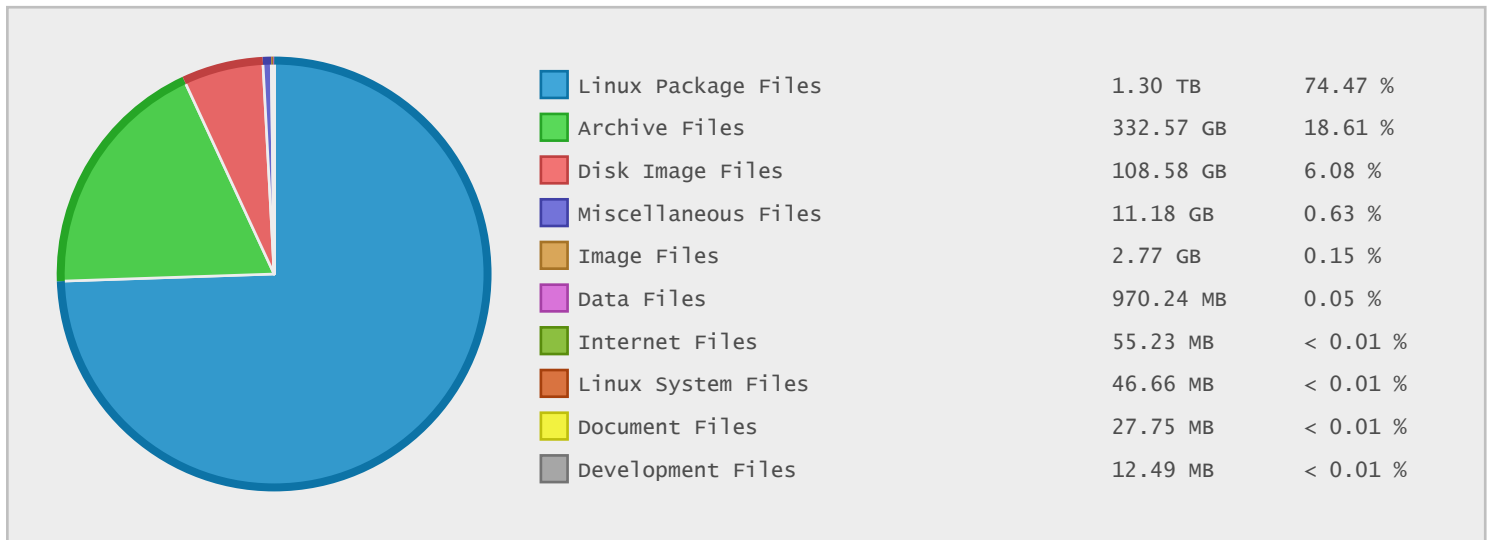 Linux Package Files 1.30 TB 74.47 %
Archive Files 332.57 GB 18.61 %
Disk Image Files 108.58 GB 6.08 %
Miscellaneous Files 11.18 GB 0.63 %
Image Files 2.77 GB 0.15 %
Data Files 970.24 MB 0.05 %
Internet Files 55.23 MB < 0.01 %
Linux System Files 46.66 MB < 0.01 %
Document Files 27.75 MB < 0.01 %
Development Files 12.49 MB < 0.01 %